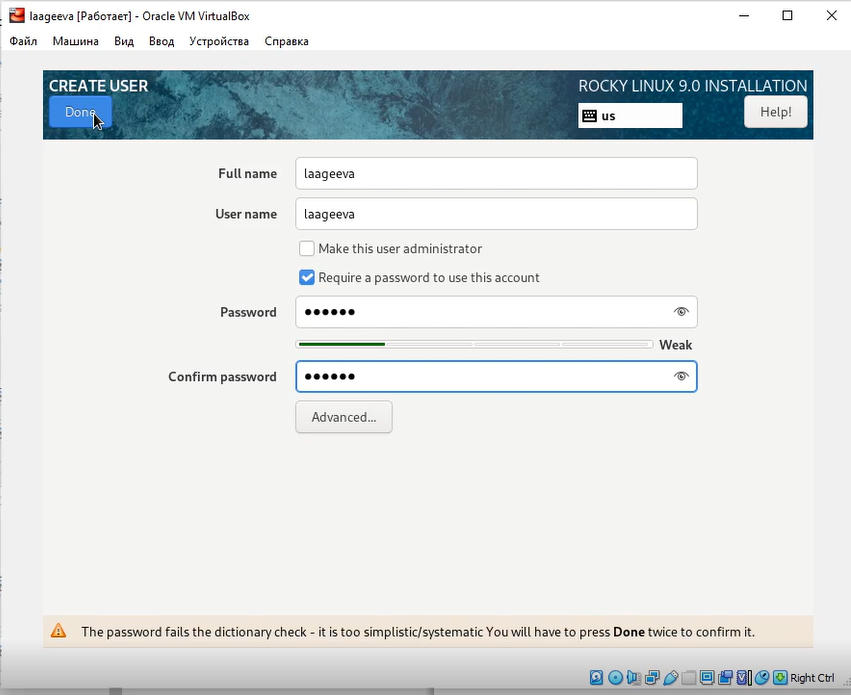 laageeva [Работает] - Oracle VM VirtualBox
Файл Машина Вид Ввод Устройства Справка
CREATE USER
ROCKY LINUX 9.0 INSTALLATION
Done
us
Help!
Full name
laageeva
User name
laageeva
Make this user administrator
Require a password to use this account
Password
••••••
Weak
Confirm password
••••••
Advanced...
The password fails the dictionary check - it is too simplistic/systematic You will have to press Done twice to confirm it.
Right Ctrl